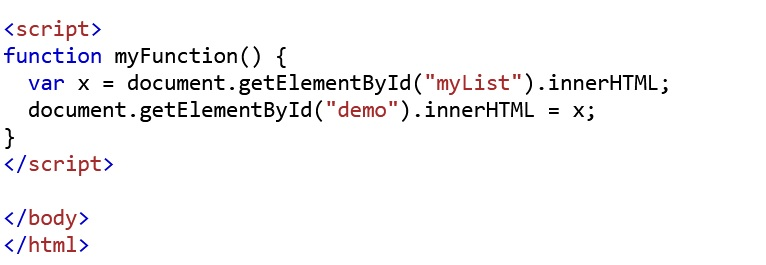 <script>
function myFunction() {
  var x = document.getElementById("myList").innerHTML;
  document.getElementById("demo").innerHTML = x;
}
</script>

</body>
</html>